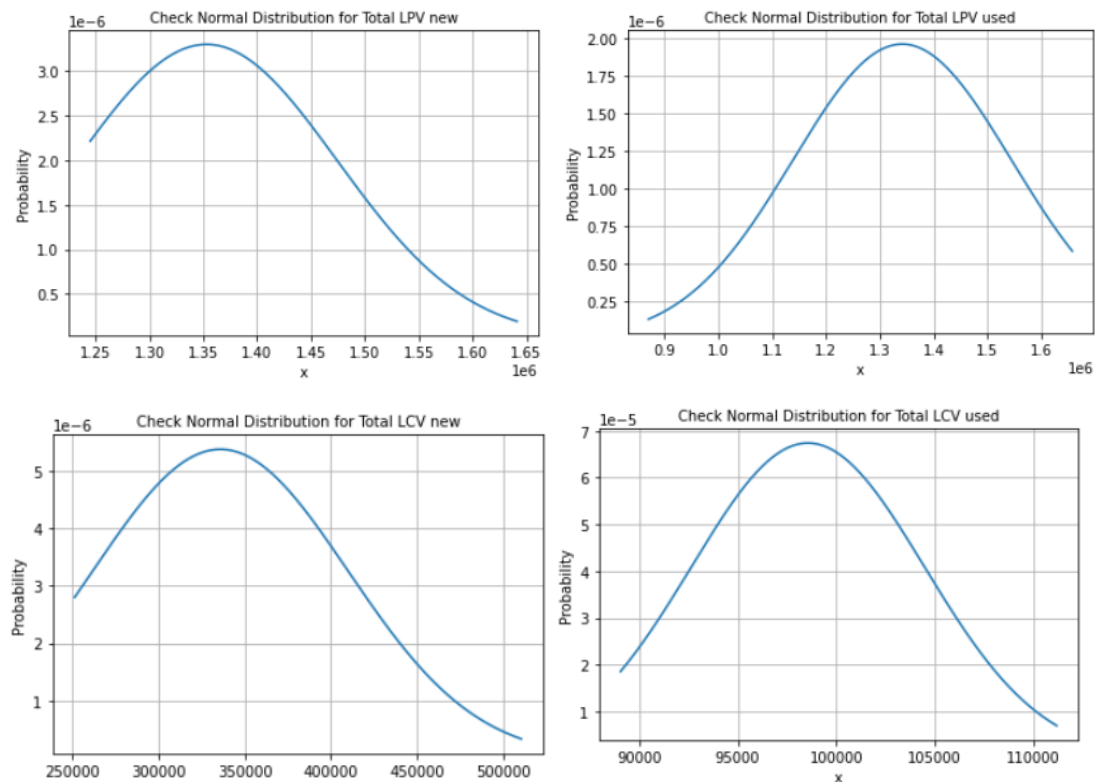 Check Normal Distribution for Total LPV new
1e-6
3.0
2.5
2.0
1.5
1.0
0.5
Probability
1.25 1.30 1.35 1.40 1.45 1.50 1.55 1.60 1.65
x
1e6
Check Normal Distribution for Total LPV used
1e-6
2.00
1.75
1.50
1.25
1.00
0.75
0.50
0.25
Probability
0.9 1.0 1.1 1.2 1.3 1.4 1.5 1.6
x
1e6
Check Normal Distribution for Total LCV new
1e-6
5
4
3
2
1
Probability
250000 300000 350000 400000 450000 500000
Check Normal Distribution for Total LCV used
1e-5
7
6
5
4
3
2
1
Probability
90000 95000 100000 105000 110000
x